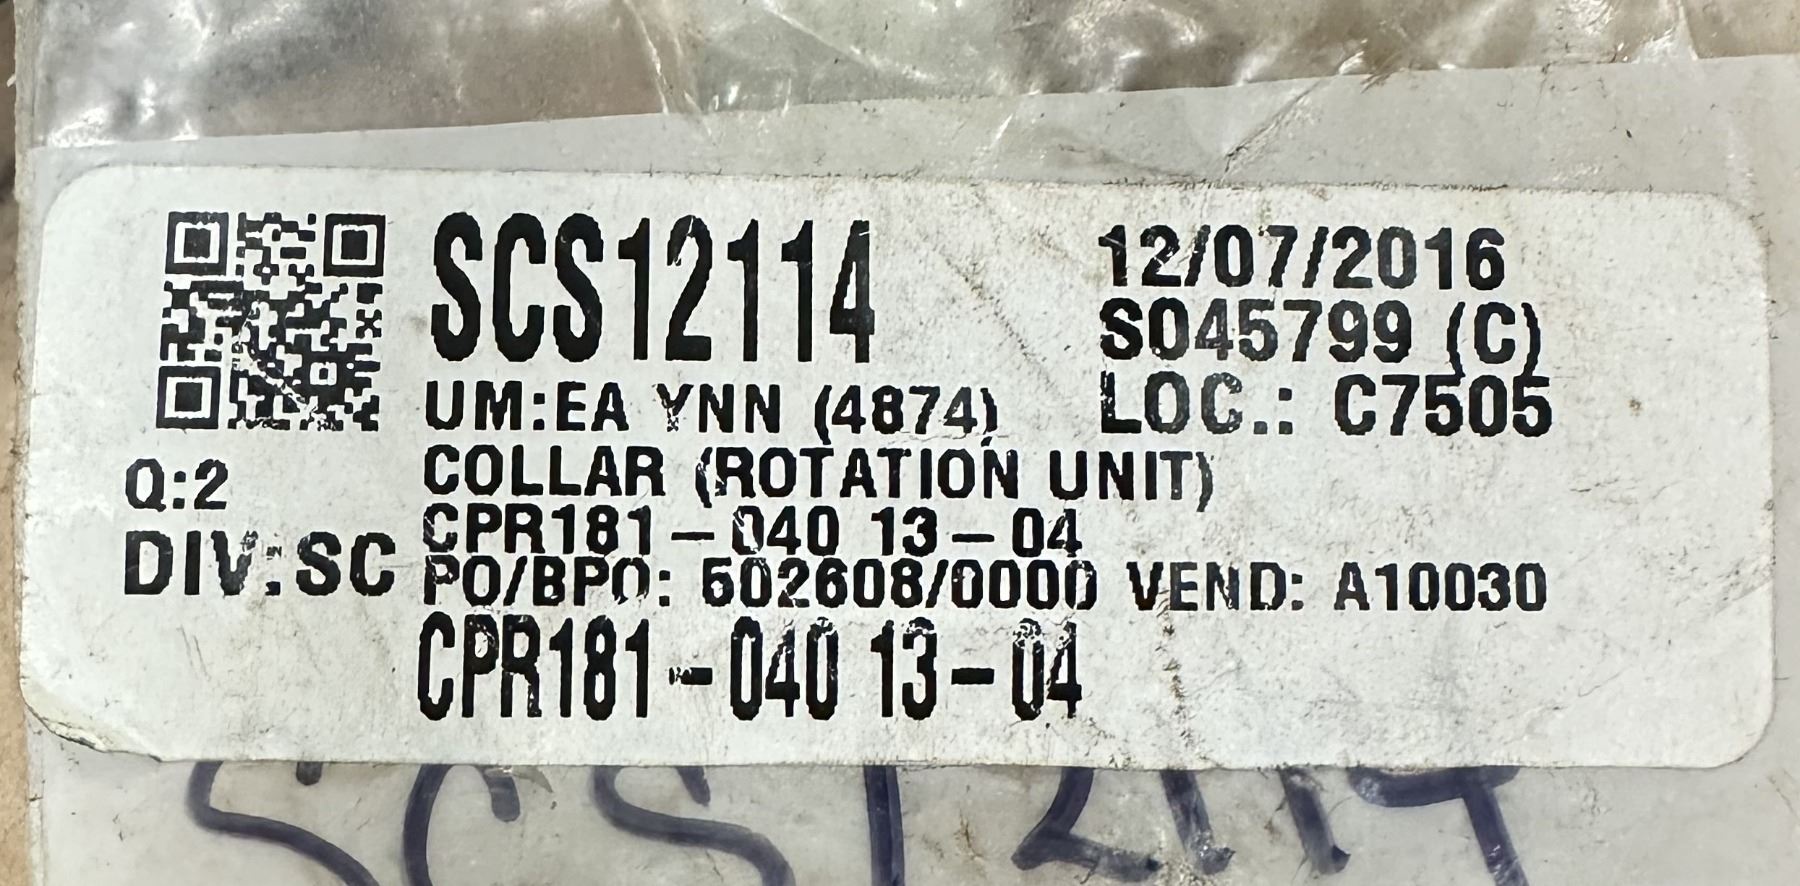 SCS12114
12/07/2016
S045799 (C)
UM:EA YNN (4874)
LOC.: C7505
Q:2
COLLAR (ROTATION UNIT)
CPR181-040 13-04
DIV:SC
PO/BPO: 502608/0000 VEND: A10030
CPR181-040 13-04
SCS12114